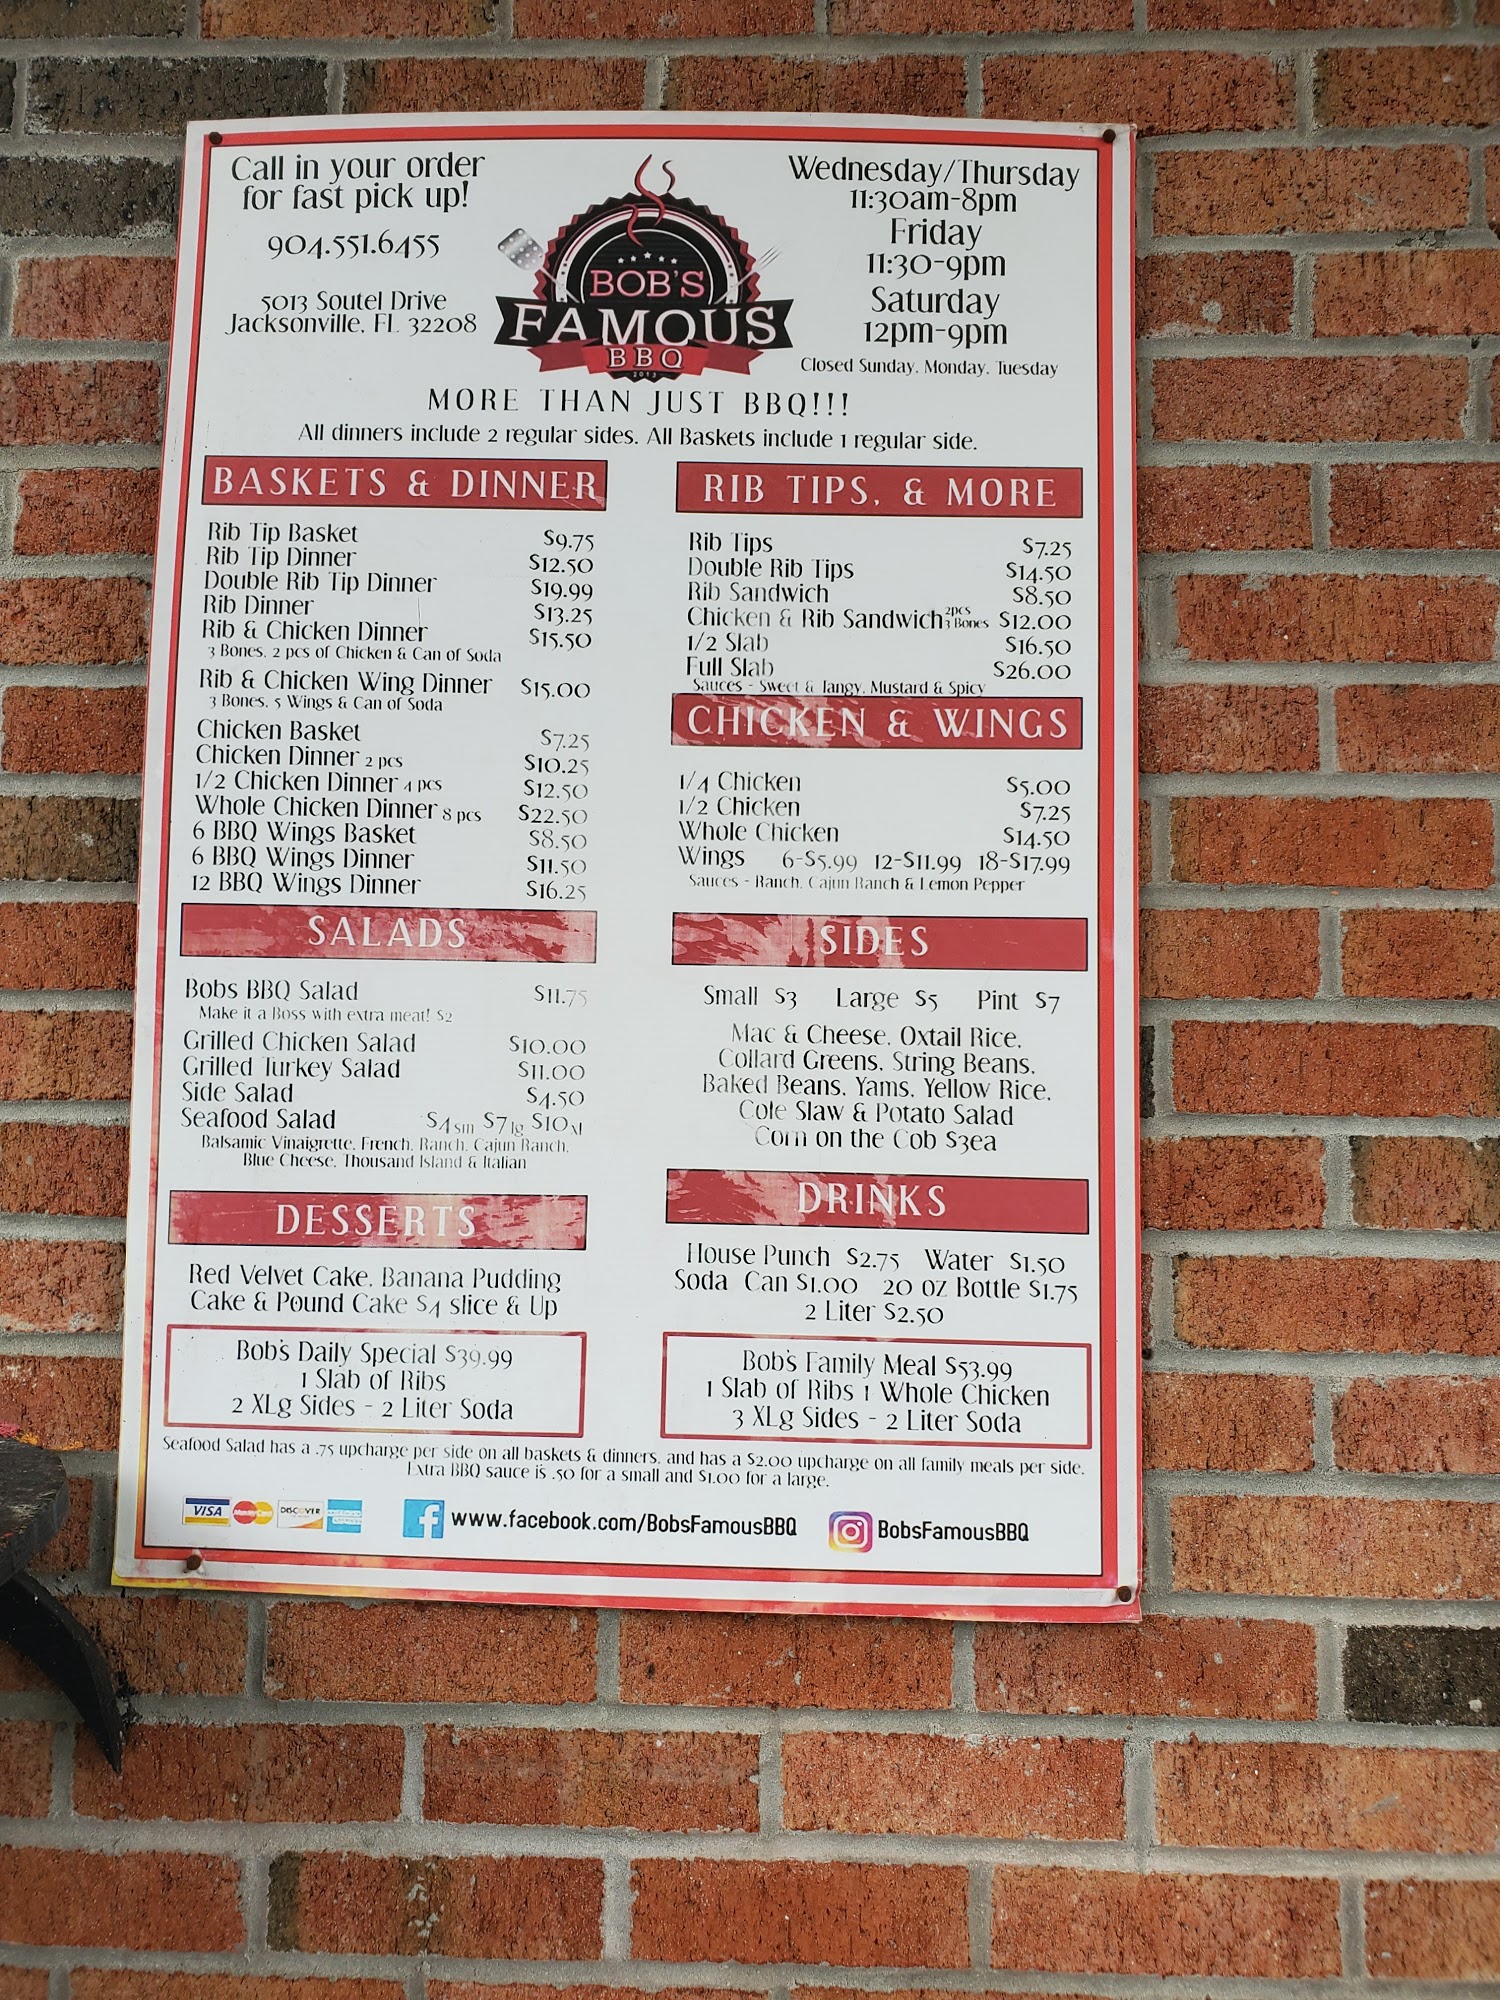 Call in your order
for fast pick up!
904.551.6455
5013 Soutel Drive
Jacksonville, FL 32208
BOB'S
FAMOUS
BBQ
2013
Wednesday/Thursday
11:30am-8pm
Friday
11:30-9pm
Saturday
12pm-9pm
Closed Sunday, Monday, Tuesday
MORE THAN JUST BBQ!!!
All dinners include 2 regular sides. All Baskets include 1 regular side.
BASKETS & DINNER
Rib Tip Basket $9.75
Rib Tip Dinner $12.50
Double Rib Tip Dinner $19.99
Rib Dinner $13.25
Rib & Chicken Dinner $15.50
3 Bones, 2 pcs of Chicken & Can of Soda
Rib & Chicken Wing Dinner $15.00
3 Bones, 5 Wings & Can of Soda
Chicken Basket $7.25
Chicken Dinner 2 pcs $10.25
1/2 Chicken Dinner 4 pcs $12.50
Whole Chicken Dinner 8 pcs $22.50
6 BBQ Wings Basket $8.50
6 BBQ Wings Dinner $11.50
12 BBQ Wings Dinner $16.25
SALADS
Bobs BBQ Salad $11.75
Make it a Boss with extra meat! $2
Grilled Chicken Salad $10.00
Grilled Turkey Salad $11.00
Side Salad $4.50
Seafood Salad $4sm $7lg $10xl
Balsamic Vinaigrette, French, Ranch, Cajun Ranch,
Blue Cheese, Thousand Island & Italian
DESSERTS
Red Velvet Cake, Banana Pudding
Cake & Pound Cake $4 slice & Up
Bob's Daily Special $39.99
1 Slab of Ribs
2 XLg Sides - 2 Liter Soda
RIB TIPS, & MORE
Rib Tips $7.25
Double Rib Tips $14.50
Rib Sandwich $8.50
Chicken & Rib Sandwich 2pcs 3 Bones $12.00
1/2 Slab $16.50
Full Slab $26.00
Sauces - Sweet & Tangy, Mustard & Spicy
CHICKEN & WINGS
1/4 Chicken $5.00
1/2 Chicken $7.25
Whole Chicken $14.50
Wings 6-$5.99 12-$11.99 18-$17.99
Sauces - Ranch, Cajun Ranch & Lemon Pepper
SIDES
Small $3 Large $5 Pint $7
Mac & Cheese, Oxtail Rice,
Collard Greens, String Beans,
Baked Beans, Yams, Yellow Rice,
Cole Slaw & Potato Salad
Corn on the Cob $3ea
DRINKS
House Punch $2.75 Water $1.50
Soda Can $1.00 20 oz Bottle $1.75
2 Liter $2.50
Bob's Family Meal $53.99
1 Slab of Ribs 1 Whole Chicken
3 XLg Sides - 2 Liter Soda
Seafood Salad has a .75 upcharge per side on all baskets & dinners, and has a $2.00 upcharge on all family meals per side.
Extra BBQ sauce is .50 for a small and $1.00 for a large.
VISA MasterCard DISCOVER
www.facebook.com/BobsFamousBBQ
BobsFamousBBQ